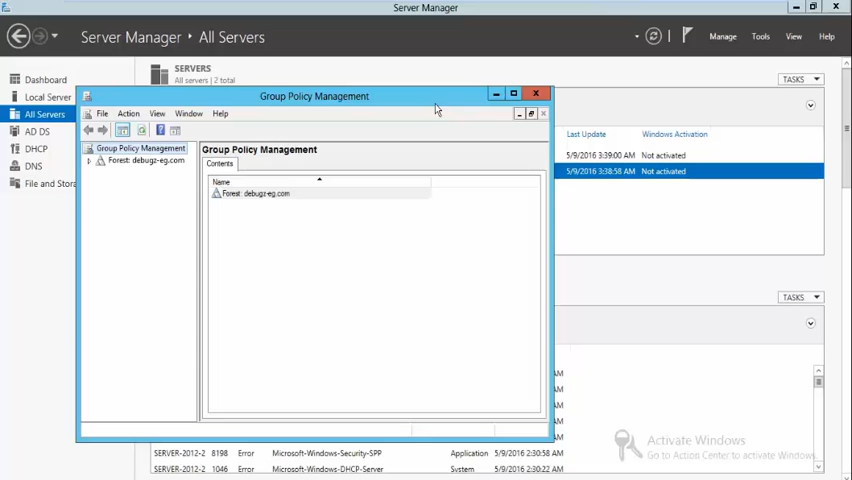 Server Manager
Server Manager • All Servers
Manage Tools View Help
Dashboard
Local Server
All Servers
AD DS
DHCP
DNS
File and Stora
SERVERS
All servers | 2 total
TASKS
Last Update Windows Activation
5/9/2016 3:39:00 AM Not activated
5/9/2016 3:38:58 AM Not activated
Group Policy Management
File Action View Window Help
Group Policy Management
Forest: debugz-eg.com
Group Policy Management
Contents
Name
Forest: debugz-eg.com
TASKS
AM
AM
AM
AM
AM
SERVER-2012-2 8198 Error Microsoft-Windows-Security-SPP Application 5/9/2016 2:30:58 AM
SERVER-2012-2 1046 Error Microsoft-Windows-DHCP-Server System 5/9/2016 2:30:22 AM
Activate Windows
Go to Action Center to activate Windows.